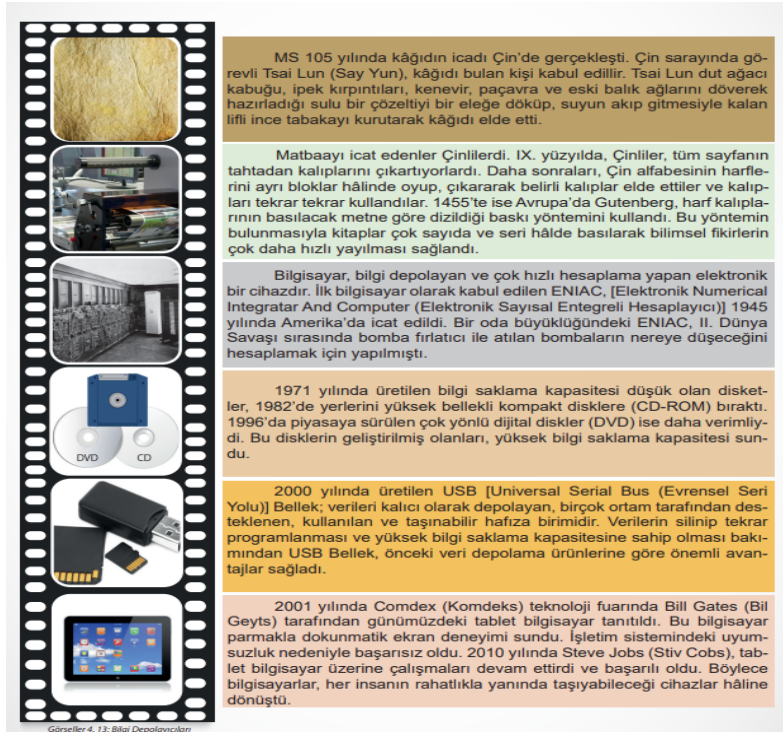 MS 105 yılında kâğıdın icadı Çin’de gerçekleşti. Çin sarayında gö-
revli Tsai Lun (Say Yun), kâğıdı bulan kişi kabul edillir. Tsai Lun dut ağacı
kabuğu, ipek kırpıntıları, kenevir, paçavra ve eski balık ağlarını döverek
hazırladığı sulu bir çözeltiyi bir eleğe döküp, suyun akıp gitmesiyle kalan
lifli ince tabakayı kurutarak kâğıdı elde etti.
Matbaayı icat edenler Çinlilerdi. IX. yüzyılda, Çinliler, tüm sayfanın
tahtadan kalıplarını çıkartıyorlardı. Daha sonraları, Çin alfabesinin harfle-
rini ayrı bloklar hâlinde oyup, çıkararak belirli kalıplar elde ettiler ve kalıp-
ları tekrar tekrar kullandılar. 1455’te ise Avrupa’da Gutenberg, harf kalıpla-
rının basılacak metne göre dizildiği baskı yöntemini kullandı. Bu yöntemin
bulunmasıyla kitaplar çok sayıda ve seri hâlde basılarak bilimsel fikirlerin
çok daha hızlı yayılması sağlandı.
Bilgisayar, bilgi depolayan ve çok hızlı hesaplama yapan elektronik
bir cihazdır. İlk bilgisayar olarak kabul edilen ENIAC, [Elektronik Numerical
Integratar And Computer (Elektronik Sayısal Entegreli Hesaplayıcı)] 1945
yılında Amerika’da icat edildi. Bir oda büyüklüğündeki ENIAC, II. Dünya
Savaşı sırasında bomba fırlatıcı ile atılan bombaların nereye düşeceğini
hesaplamak için yapılmıştı.
DVD
CD
1971 yılında üretilen bilgi saklama kapasitesi düşük olan disket-
ler, 1982’de yerlerini yüksek bellekli kompakt disklere (CD-ROM) bıraktı.
1996’da piyasaya sürülen çok yönlü dijital diskler (DVD) ise daha verimliy-
di. Bu disklerin geliştirilmiş olanları, yüksek bilgi saklama kapasitesi sun-
du.
2000 yılında üretilen USB [Universal Serial Bus (Evrensel Seri
Yolu)] Bellek; verileri kalıcı olarak depolayan, birçok ortam tarafından des-
teklenen, kullanılan ve taşınabilir hafıza birimidir. Verilerin silinip tekrar
programlanması ve yüksek bilgi saklama kapasitesine sahip olması bakı-
mından USB Bellek, önceki veri depolama ürünlerine göre önemli avan-
tajlar sağladı.
2001 yılında Comdex (Komdeks) teknoloji fuarında Bill Gates (Bil
Geyts) tarafından günümüzdeki tablet bilgisayar tanıtıldı. Bu bilgisayar
parmakla dokunmatik ekran deneyimi sundu. İşletim sistemindeki uyum-
suzluk nedeniyle başarısız oldu. 2010 yılında Steve Jobs (Stiv Cobs), tab-
let bilgisayar üzerine çalışmaları devam ettirdi ve başarılı oldu. Böylece
bilgisayarlar, her insanın rahatlıkla yanında taşıyabileceği cihazlar hâline
dönüştü.
Görseller 4. 13: Bilgi Depolayıcıları